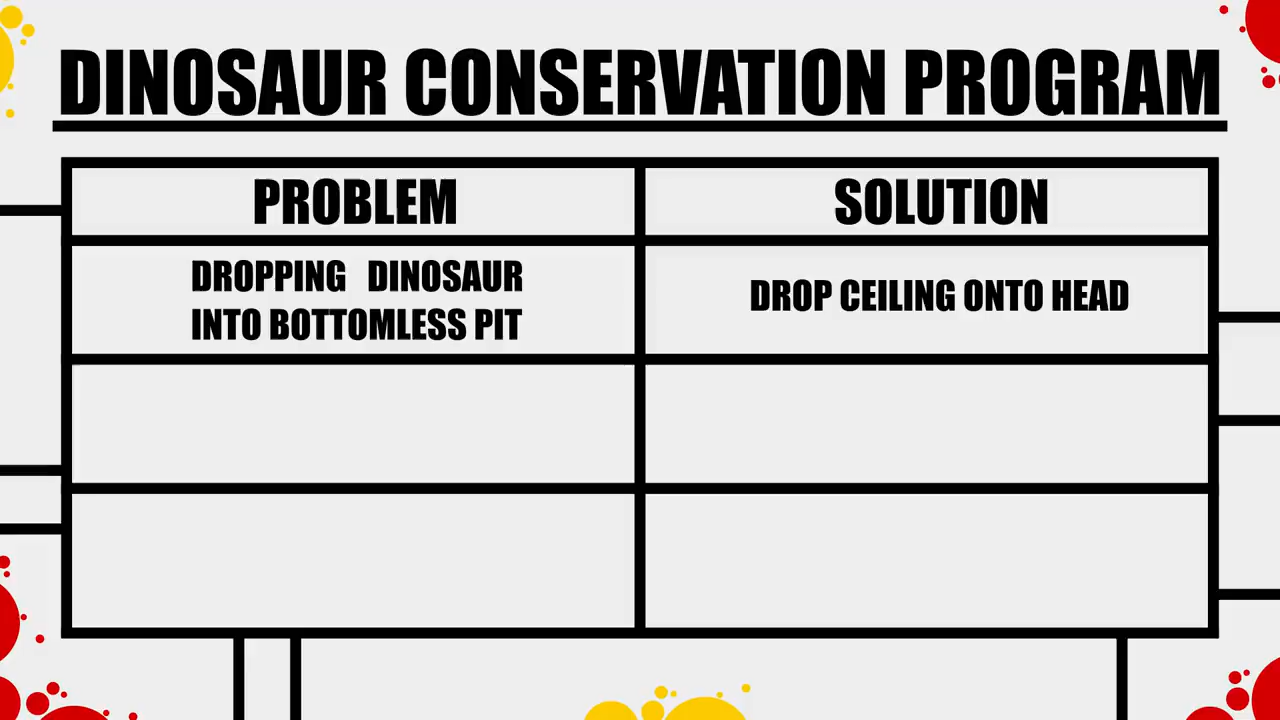 DINOSAUR CONSERVATION PROGRAM
PROBLEM
SOLUTION
DROPPING DINOSAUR
INTO BOTTOMLESS PIT
DROP CEILING ONTO HEAD